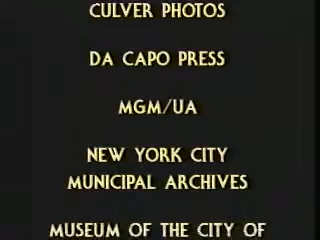 CULVER PHOTOS
DA CAPO PRESS
MGM/UA
NEW YORK CITY
MUNICIPAL ARCHIVES
MUSEUM OF THE CITY OF